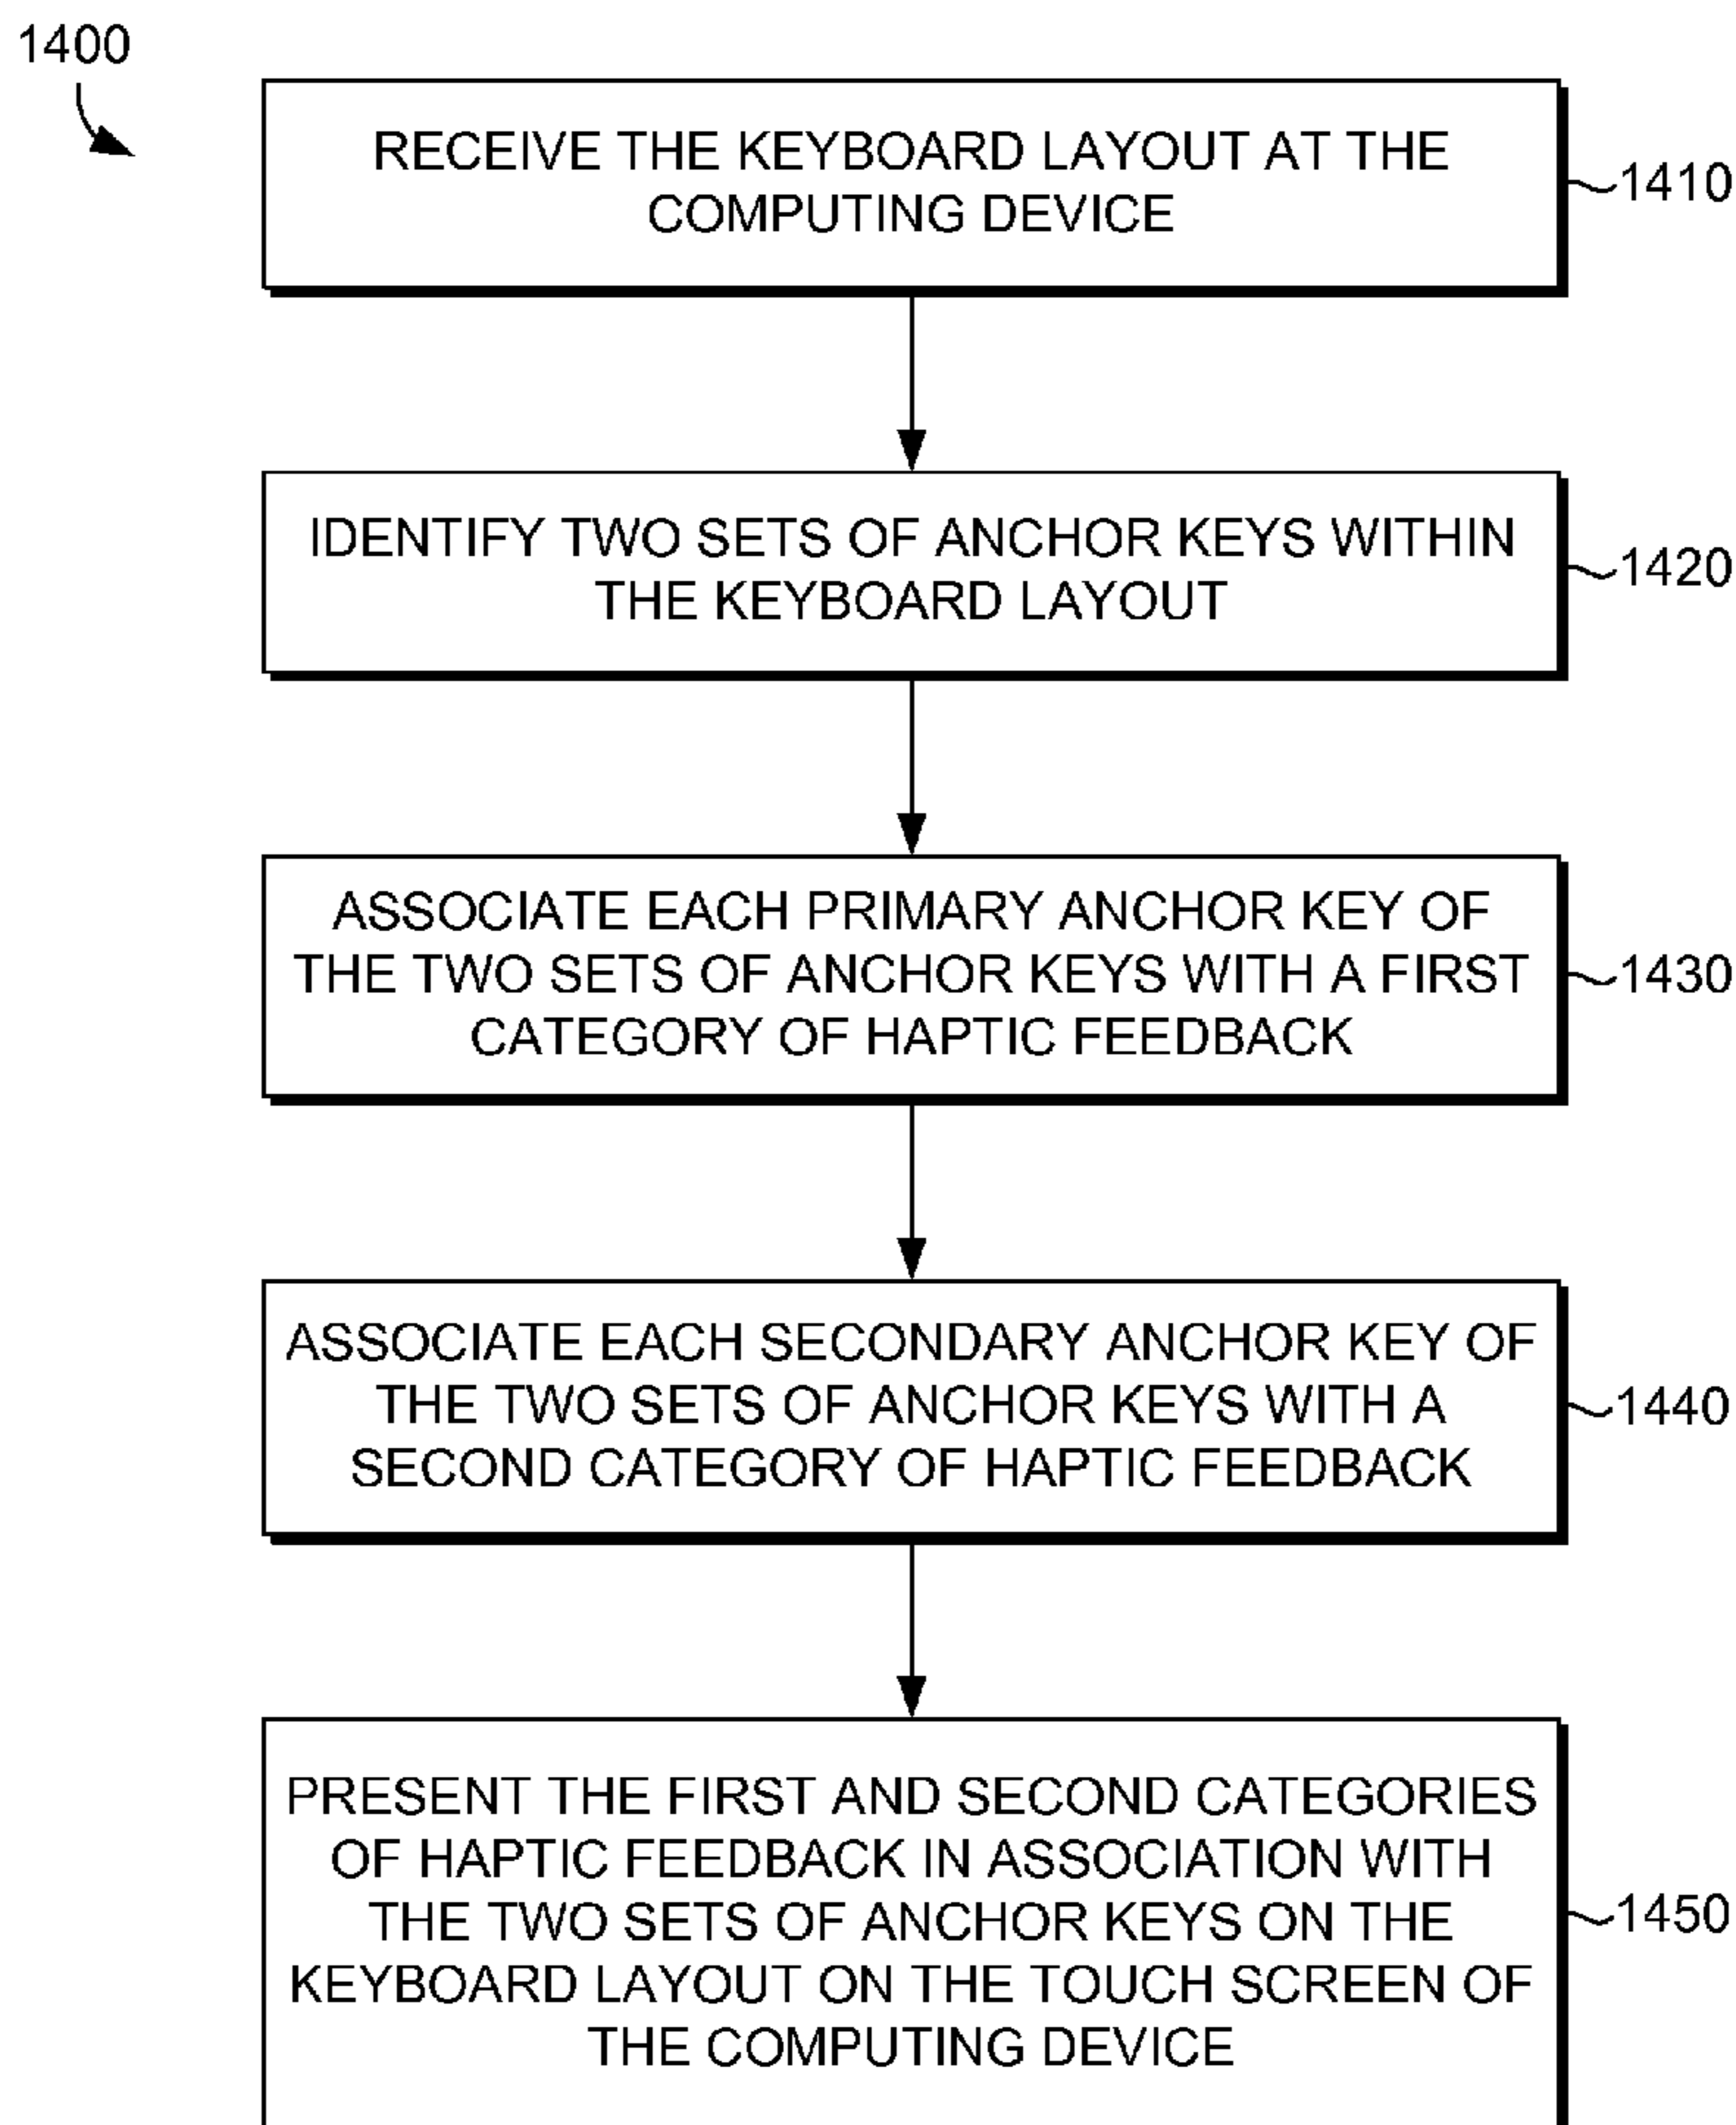 1400
RECEIVE THE KEYBOARD LAYOUT AT THE
COMPUTING DEVICE
1410
IDENTIFY TWO SETS OF ANCHOR KEYS WITHIN
THE KEYBOARD LAYOUT
1420
ASSOCIATE EACH PRIMARY ANCHOR KEY OF
THE TWO SETS OF ANCHOR KEYS WITH A FIRST
CATEGORY OF HAPTIC FEEDBACK
1430
ASSOCIATE EACH SECONDARY ANCHOR KEY OF
THE TWO SETS OF ANCHOR KEYS WITH A
SECOND CATEGORY OF HAPTIC FEEDBACK
1440
PRESENT THE FIRST AND SECOND CATEGORIES
OF HAPTIC FEEDBACK IN ASSOCIATION WITH
THE TWO SETS OF ANCHOR KEYS ON THE
KEYBOARD LAYOUT ON THE TOUCH SCREEN OF
THE COMPUTING DEVICE
1450